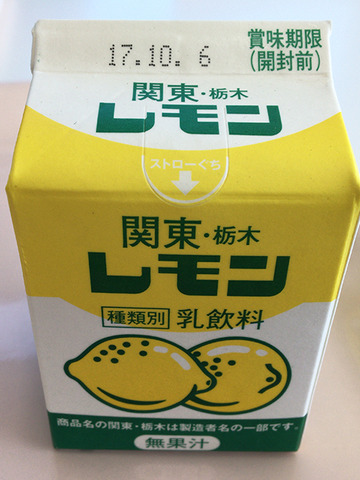 賞味期限
(開封前)
17.10. 6
関東・栃木
レモン
ストローぐち
関東・栃木
レモン
種類別 乳飲料
商品名の関東・栃木は製造者名の一部です。
無果汁